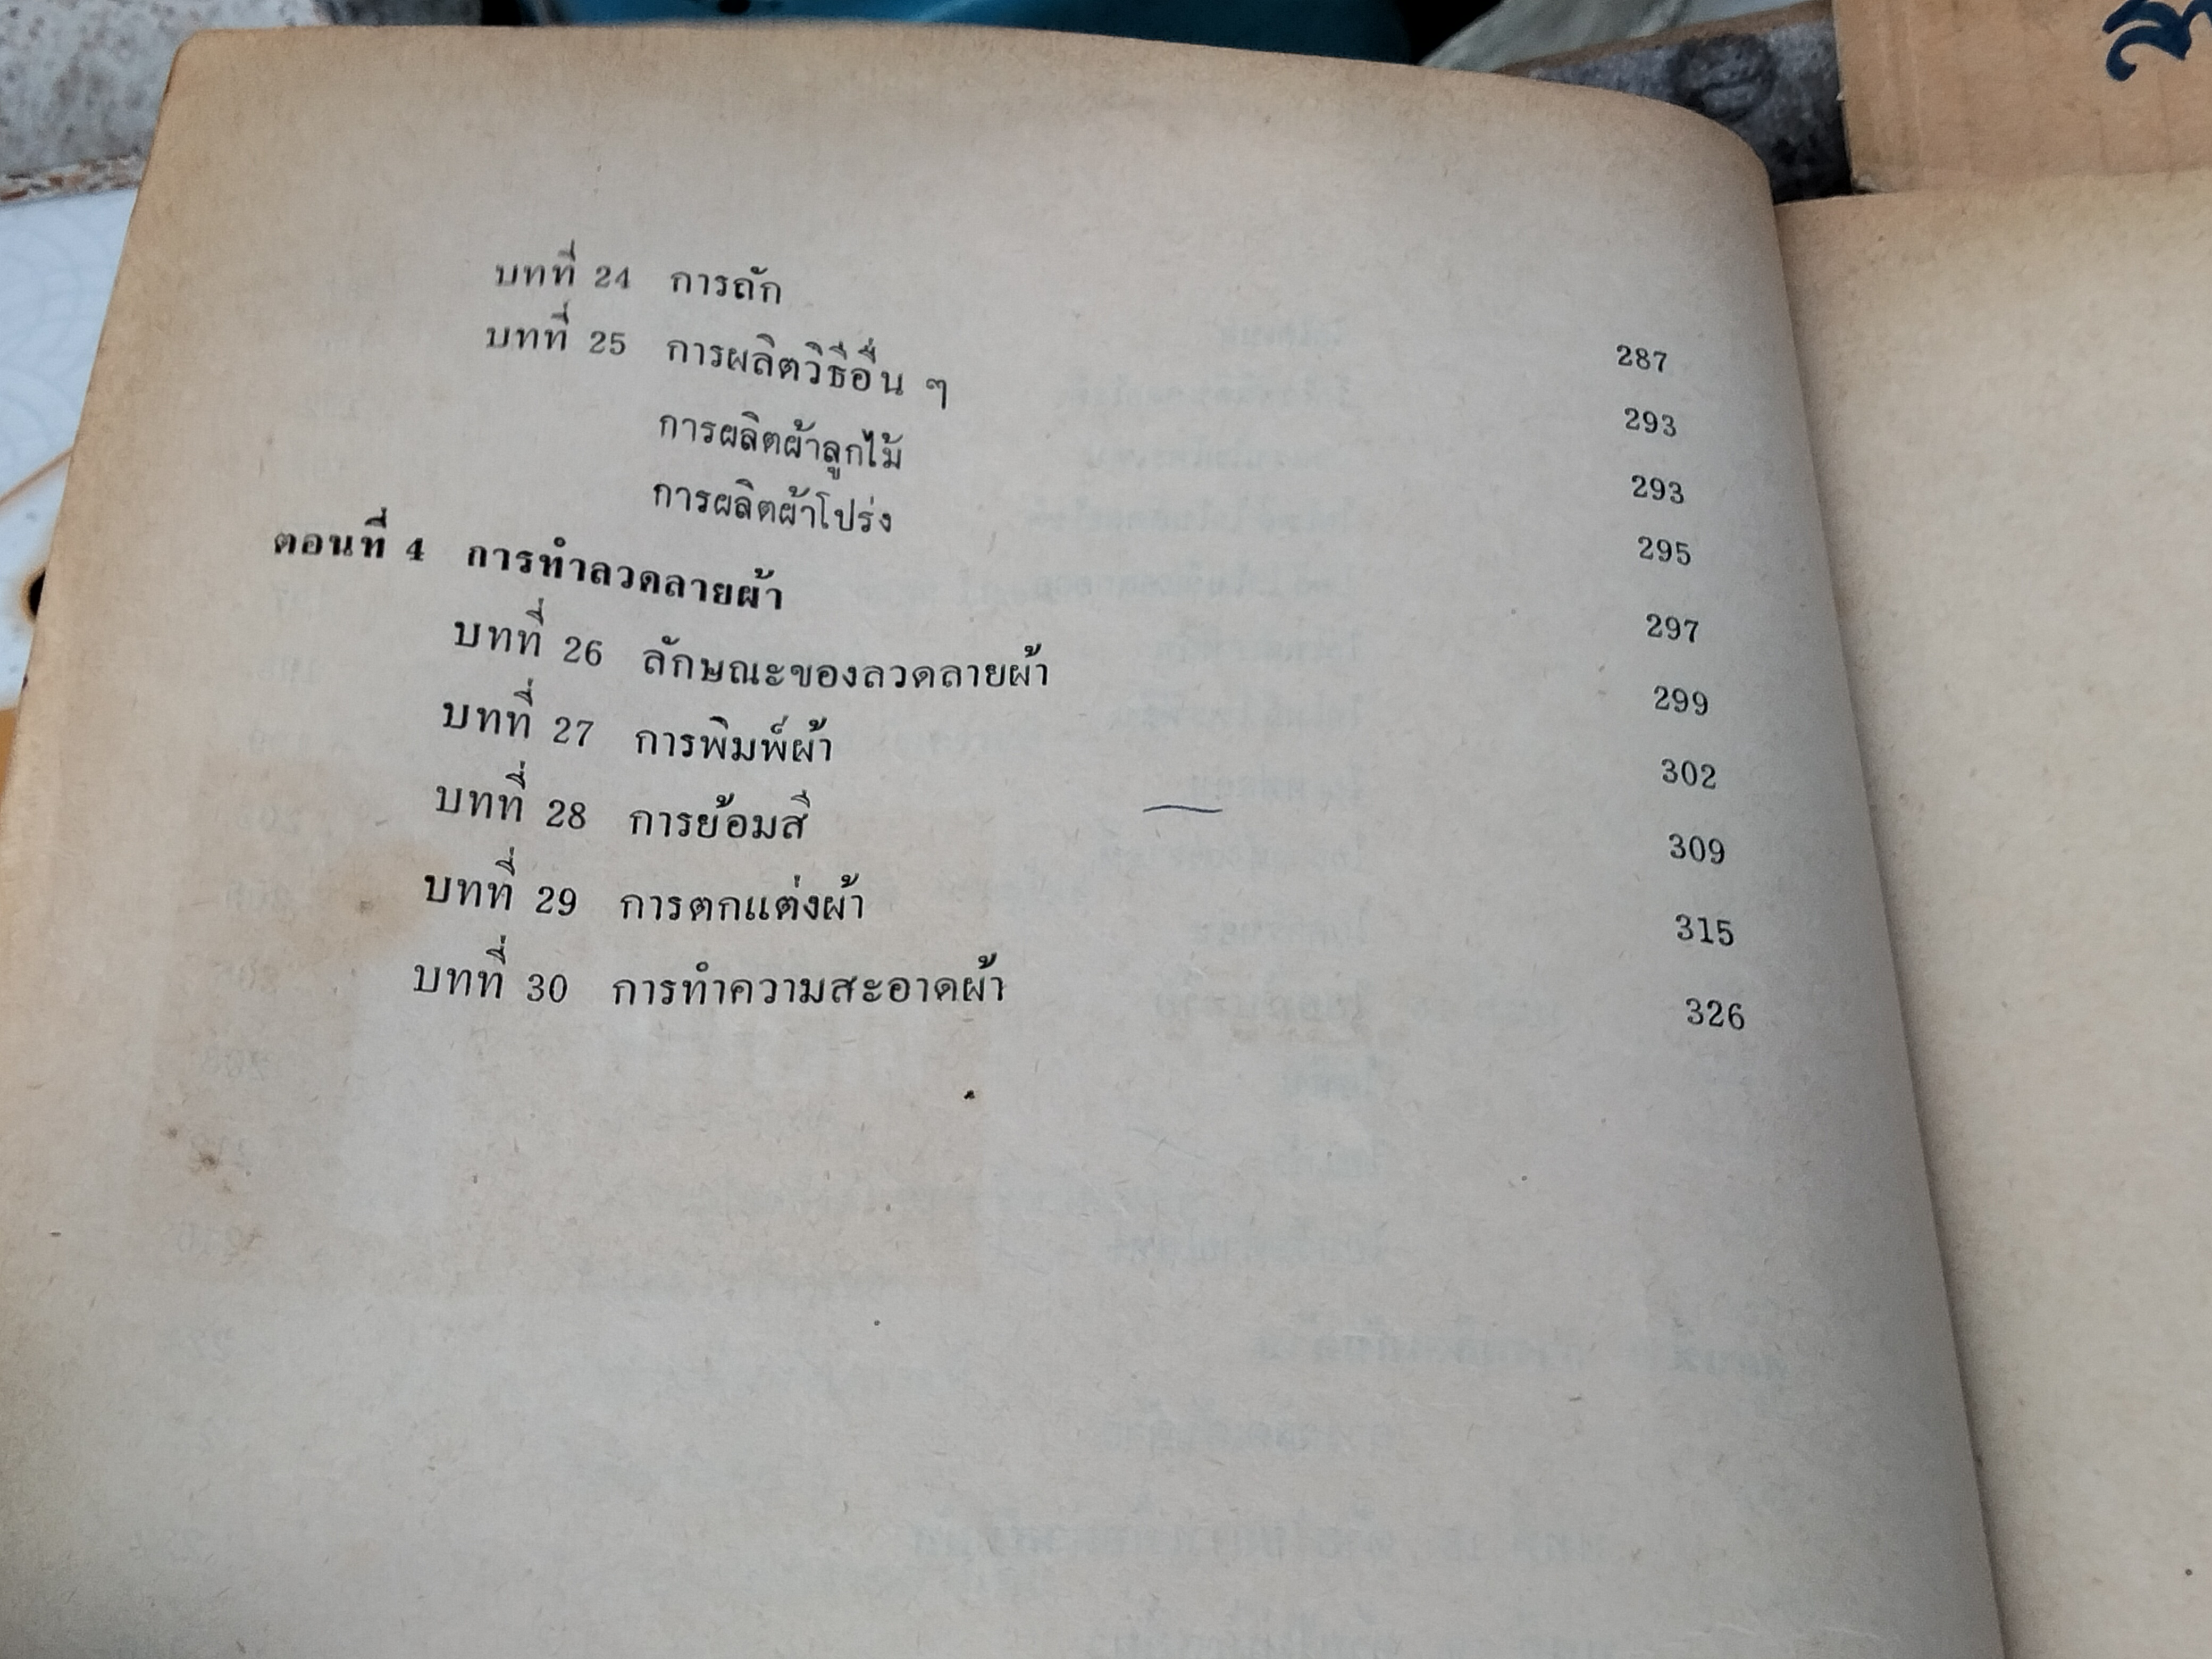 บทที่ 24 การถัก 287
บทที่ 25 การผลิตวิธีอื่น ๆ 293
การผลิตผ้าลูกไม้ 293
การผลิตผ้าโปร่ง 295
ตอนที่ 4 การทำลวดลายผ้า 297
บทที่ 26 ลักษณะของลวดลายผ้า 299
บทที่ 27 การพิมพ์ผ้า 302
บทที่ 28 การย้อมสี 309
บทที่ 29 การตกแต่งผ้า 315
บทที่ 30 การทำความสะอาดผ้า 326